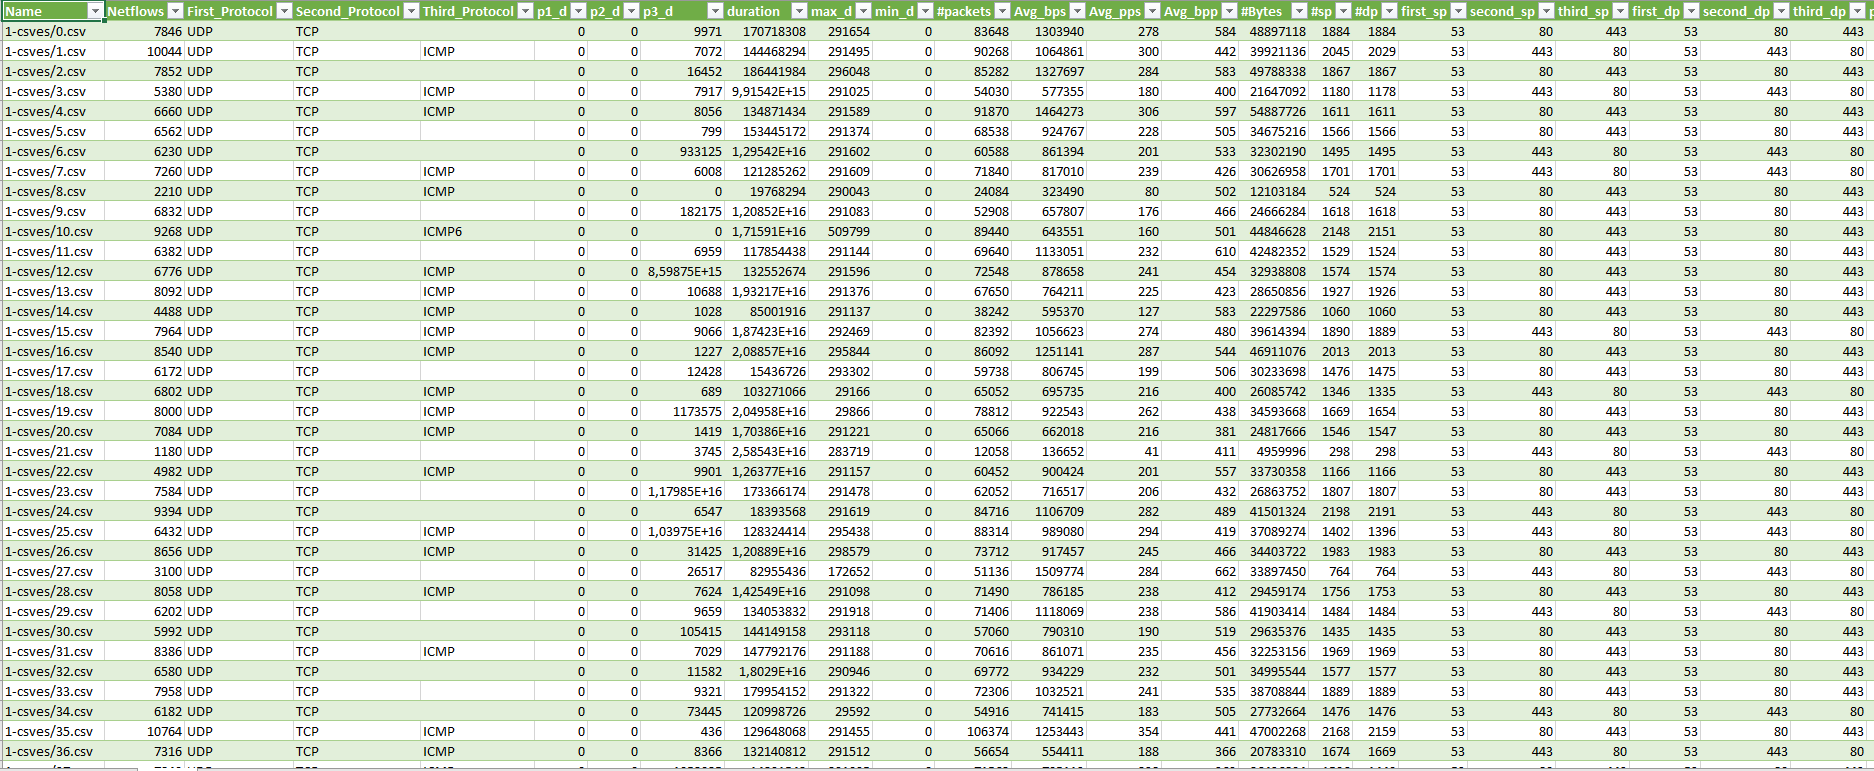 Name Netflows First_Protocol Second_Protocol Third_Protocol p1_d p2_d p3_d duration max_d min_d #packets Avg_bps Avg_pps Avg_bpp #Bytes #sp #dp first_sp second_sp third_sp first_dp second_dp third_dp
1-csves/0.csv 7846 UDP TCP 0 0 9971 170718308 291654 0 83648 1303940 278 584 48897118 1884 1884 53 80 443 53 80 443
1-csves/1.csv 10044 UDP TCP ICMP 0 0 7072 144468294 291495 0 90268 1064861 300 442 39921136 2045 2029 53 443 80 53 443 80
1-csves/2.csv 7852 UDP TCP 0 0 16452 186441984 296048 0 85282 1327697 284 583 49788338 1867 1867 53 80 443 53 80 443
1-csves/3.csv 5380 UDP TCP ICMP 0 0 7917 9,91542E+15 291025 0 54030 577355 180 400 21647092 1180 1178 53 443 80 53 443 80
1-csves/4.csv 6660 UDP TCP ICMP 0 0 8056 134871434 291589 0 91870 1464273 306 597 54887726 1611 1611 53 80 443 53 80 443
1-csves/5.csv 6562 UDP TCP 0 0 799 153445172 291374 0 68538 924767 228 505 34675216 1566 1566 53 80 443 53 80 443
1-csves/6.csv 6230 UDP TCP 0 0 933125 1,29542E+16 291602 0 60588 861394 201 533 32302190 1495 1495 53 443 80 53 443 80
1-csves/7.csv 7260 UDP TCP ICMP 0 0 6008 121285262 291609 0 71840 817010 239 426 30626958 1701 1701 53 443 80 53 443 80
1-csves/8.csv 2210 UDP TCP ICMP 0 0 0 19768294 290043 0 24084 323490 80 502 12103184 524 524 53 80 443 53 80 443
1-csves/9.csv 6832 UDP TCP 0 0 182175 1,20852E+16 291083 0 52908 657807 176 466 24666284 1618 1618 53 80 443 53 80 443
1-csves/10.csv 9268 UDP TCP ICMP6 0 0 0 1,71591E+16 509799 0 89440 643551 160 501 44846628 2148 2151 53 80 443 53 80 443
1-csves/11.csv 6382 UDP TCP 0 0 6959 117854438 291144 0 69640 1133051 232 610 42482352 1529 1524 53 80 443 53 80 443
1-csves/12.csv 6776 UDP TCP ICMP 0 0 8,59875E+15 132552674 291596 0 72548 878658 241 454 32938808 1574 1574 53 80 443 53 80 443
1-csves/13.csv 8092 UDP TCP ICMP 0 0 10688 1,93217E+16 291376 0 67650 764211 225 423 28650856 1927 1926 53 80 443 53 80 443
1-csves/14.csv 4488 UDP TCP ICMP 0 0 1028 85001916 291137 0 38242 595370 127 583 22297586 1060 1060 53 80 443 53 80 443
1-csves/15.csv 7964 UDP TCP ICMP 0 0 9066 1,87423E+16 292469 0 82392 1056623 274 480 39614394 1890 1889 53 443 80 53 443 80
1-csves/16.csv 8540 UDP TCP ICMP 0 0 1227 2,08857E+16 295844 0 86092 1251141 287 544 46911076 2013 2013 53 80 443 53 80 443
1-csves/17.csv 6172 UDP TCP 0 0 12428 15436726 293302 0 59738 806745 199 506 30233698 1476 1475 53 80 443 53 80 443
1-csves/18.csv 6802 UDP TCP ICMP 0 0 689 103271066 29166 0 65052 695735 216 400 26085742 1346 1335 53 443 80 53 443 80
1-csves/19.csv 8000 UDP TCP ICMP 0 0 1173575 2,04958E+16 29866 0 78812 922543 262 438 34593668 1669 1654 53 443 80 53 443 80
1-csves/20.csv 7084 UDP TCP ICMP 0 0 1419 1,70386E+16 291221 0 65066 662018 216 381 24817666 1546 1547 53 443 80 53 443 80
1-csves/21.csv 1180 UDP TCP 0 0 3745 2,58543E+16 283719 0 12058 136652 41 411 4959996 298 298 53 443 80 53 443 80
1-csves/22.csv 4982 UDP TCP ICMP 0 0 9901 1,26377E+16 291157 0 60452 900424 201 557 33730358 1166 1166 53 80 443 53 80 443
1-csves/23.csv 7584 UDP TCP 0 0 1,17985E+16 173366174 291478 0 62052 716517 206 432 26863752 1807 1807 53 80 443 53 80 443
1-csves/24.csv 9394 UDP TCP 0 0 6547 18393568 291619 0 84716 1106709 282 489 41501324 2198 2191 53 80 443 53 80 443
1-csves/25.csv 6432 UDP TCP ICMP 0 0 1,03975E+16 128324414 295438 0 88314 989080 294 419 37089274 1402 1396 53 443 80 53 443 80
1-csves/26.csv 8656 UDP TCP ICMP 0 0 31425 1,20889E+16 298579 0 73712 917457 245 466 34403722 1983 1983 53 80 443 53 80 443
1-csves/27.csv 3100 UDP TCP 0 0 26517 82955436 172652 0 51136 1509774 284 662 33897450 764 764 53 443 80 53 443 80
1-csves/28.csv 8058 UDP TCP ICMP 0 0 7624 1,42549E+16 291098 0 71490 786185 238 412 29459174 1756 1753 53 80 443 53 80 443
1-csves/29.csv 6202 UDP TCP 0 0 9659 134053832 291918 0 71406 1118069 238 586 41903414 1484 1484 53 443 80 53 443 80
1-csves/30.csv 5992 UDP TCP 0 0 105415 144149158 293118 0 57060 790310 190 519 29635376 1435 1435 53 80 443 53 80 443
1-csves/31.csv 8386 UDP TCP ICMP 0 0 7029 147792176 291188 0 70616 861071 235 456 32253156 1969 1969 53 80 443 53 80 443
1-csves/32.csv 6580 UDP TCP 0 0 11582 1,8029E+16 290946 0 69772 934229 232 501 34995544 1577 1577 53 80 443 53 80 443
1-csves/33.csv 7958 UDP TCP 0 0 9321 179954152 291322 0 72306 1032521 241 535 38708844 1889 1889 53 80 443 53 80 443
1-csves/34.csv 6182 UDP TCP 0 0 73445 120998726 29592 0 54916 741415 183 505 27732664 1476 1476 53 443 80 53 443 80
1-csves/35.csv 10764 UDP TCP ICMP 0 0 436 129648068 291455 0 106374 1253443 354 441 47002268 2168 2159 53 80 443 53 80 443
1-csves/36.csv 7316 UDP TCP ICMP 0 0 8366 132140812 291512 0 56654 554411 188 366 20783310 1674 1669 53 443 80 53 443 80